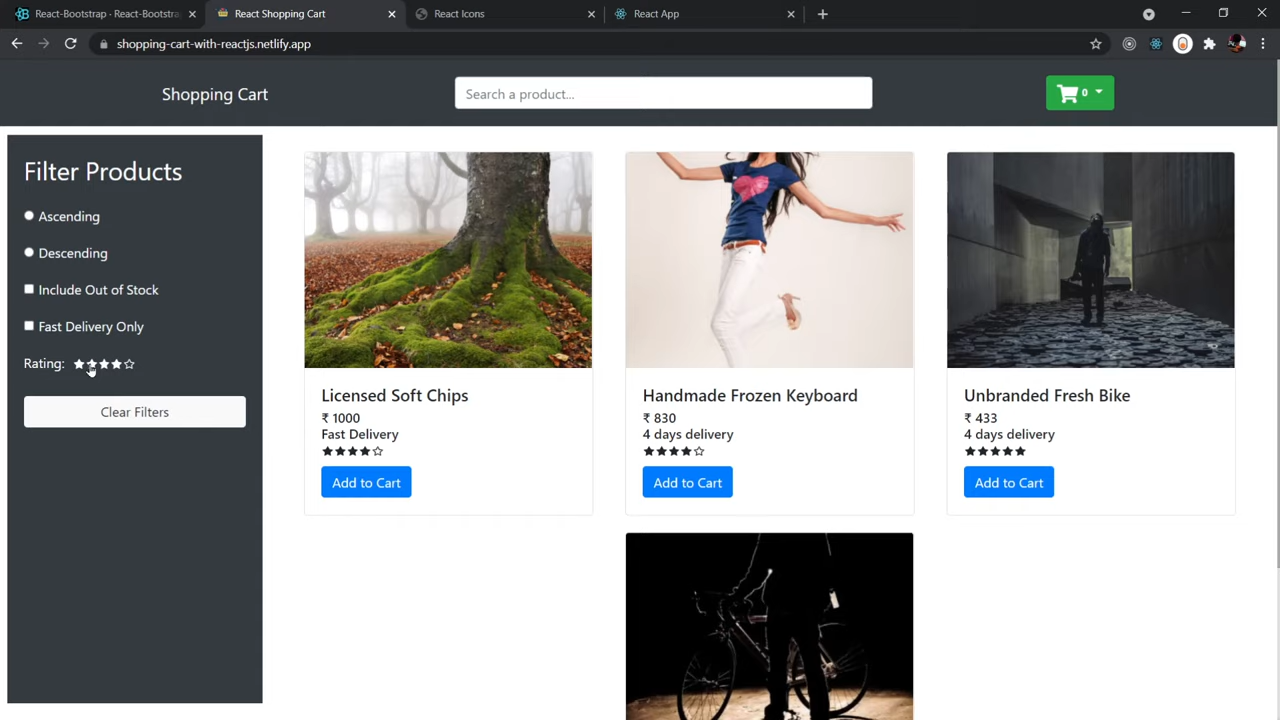 React-Bootstrap · React-Bootstra
React Shopping Cart
React Icons
React App
shopping-cart-with-reactjs.netlify.app
Shopping Cart
Search a product...
0
Filter Products
Ascending
Descending
Include Out of Stock
Fast Delivery Only
Rating:
Clear Filters
Licensed Soft Chips
₹ 1000
Fast Delivery
Add to Cart
Handmade Frozen Keyboard
₹ 830
4 days delivery
Add to Cart
Unbranded Fresh Bike
₹ 433
4 days delivery
Add to Cart